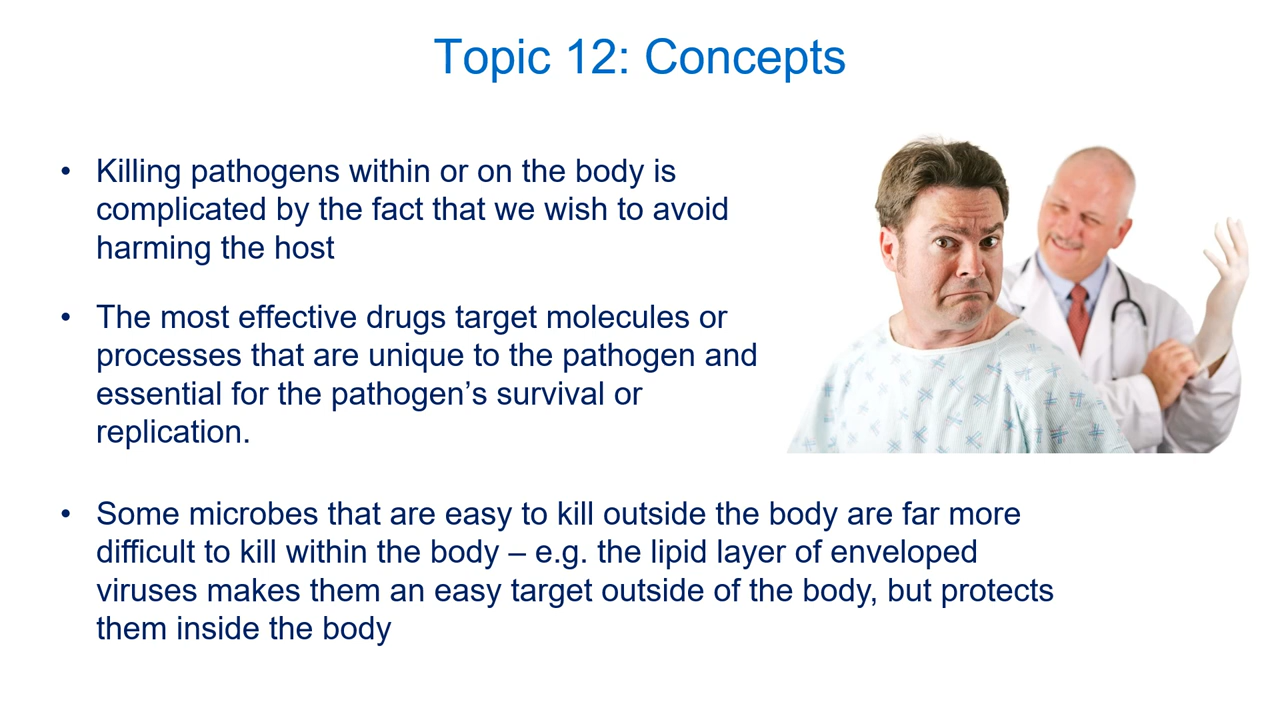 Topic 12: Concepts
• Killing pathogens within or on the body is
complicated by the fact that we wish to avoid
harming the host
• The most effective drugs target molecules or
processes that are unique to the pathogen and
essential for the pathogen’s survival or
replication.
• Some microbes that are easy to kill outside the body are far more
difficult to kill within the body – e.g. the lipid layer of enveloped
viruses makes them an easy target outside of the body, but protects
them inside the body